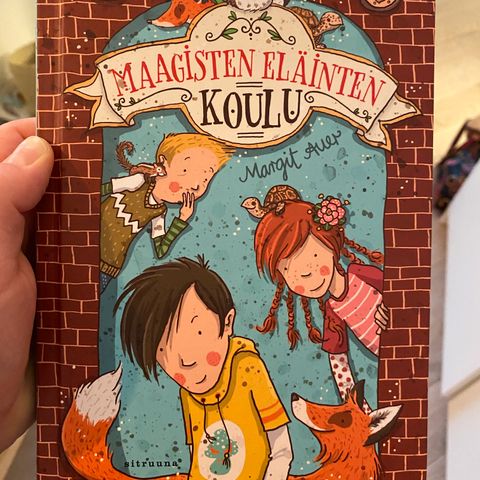 MAAGISTEN ELÄINTEN
KOULU
Margit Auer
sitruuna